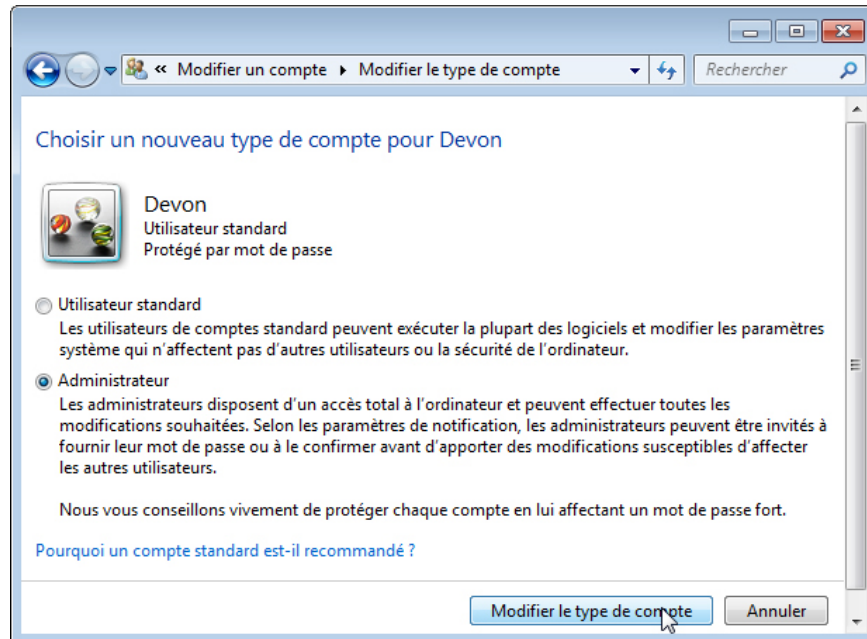 « Modifier un compte ▸ Modifier le type de compte
Rechercher
Choisir un nouveau type de compte pour Devon
Devon
Utilisateur standard
Protégé par mot de passe
Utilisateur standard
Les utilisateurs de comptes standard peuvent exécuter la plupart des logiciels et modifier les paramètres
système qui n'affectent pas d'autres utilisateurs ou la sécurité de l'ordinateur.
Administrateur
Les administrateurs disposent d'un accès total à l'ordinateur et peuvent effectuer toutes les
modifications souhaitées. Selon les paramètres de notification, les administrateurs peuvent être invités à
fournir leur mot de passe ou à le confirmer avant d'apporter des modifications susceptibles d'affecter
les autres utilisateurs.
Nous vous conseillons vivement de protéger chaque compte en lui affectant un mot de passe fort.
Pourquoi un compte standard est-il recommandé ?
Modifier le type de compte
Annuler